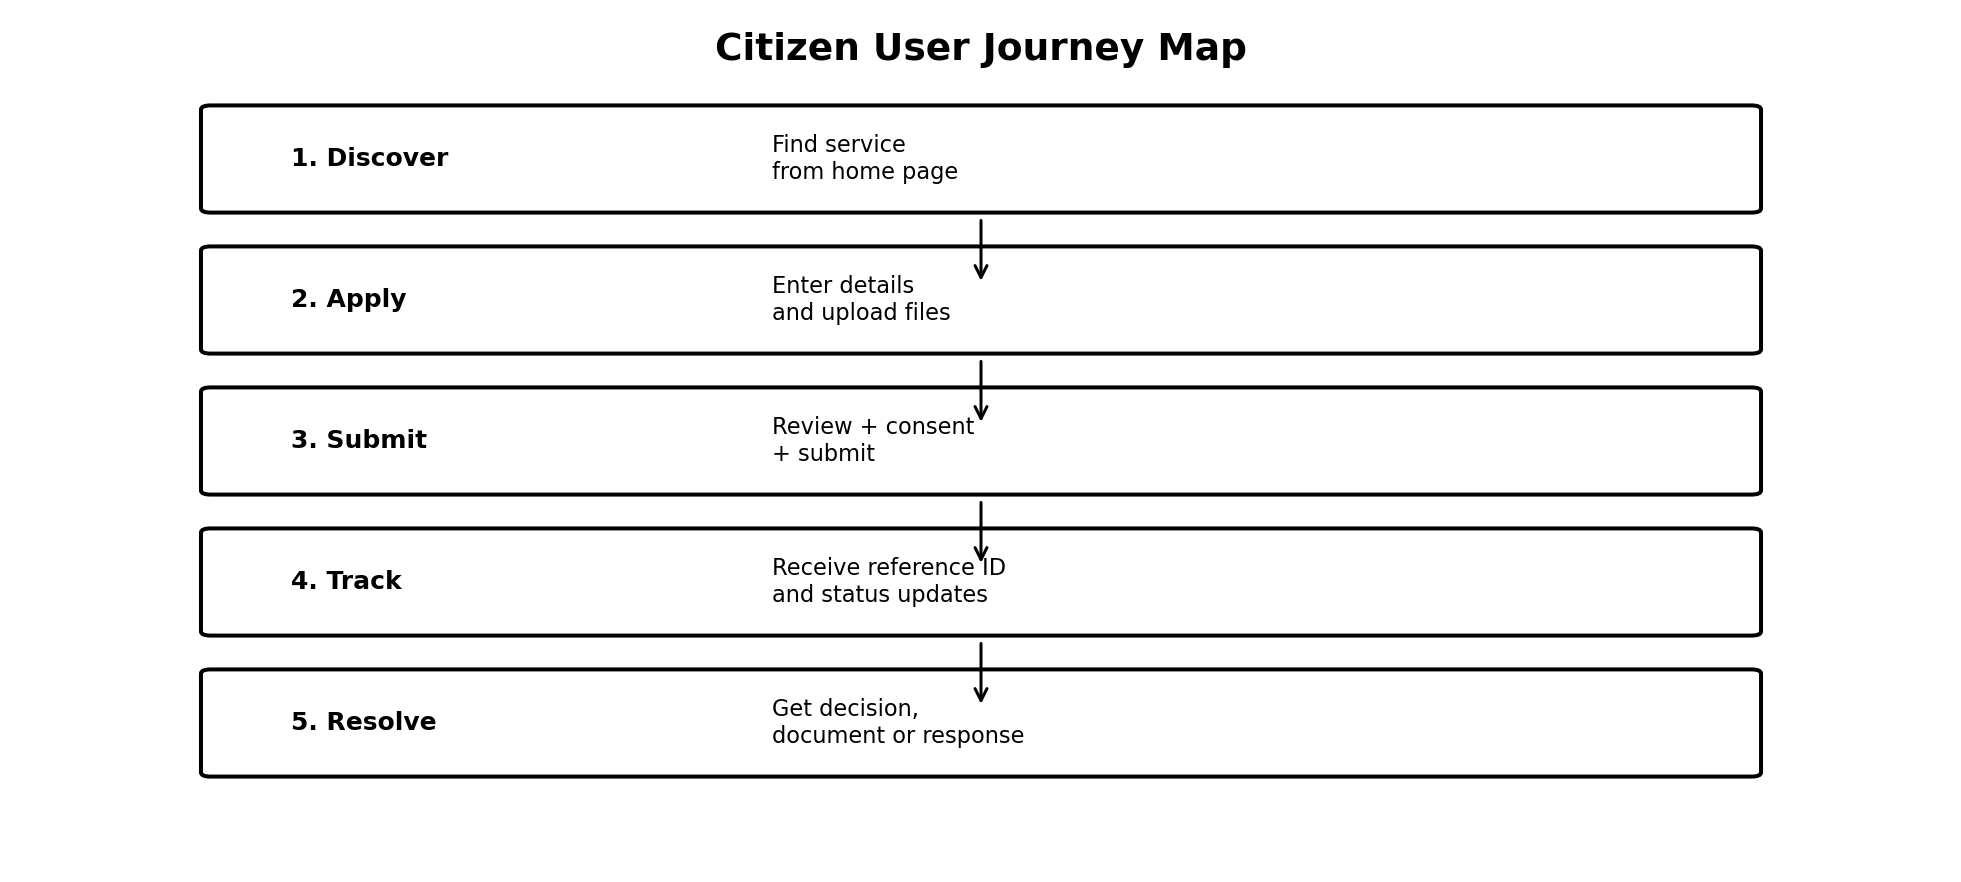 Citizen User Journey Map
1. Discover
Find service
from home page
2. Apply
Enter details
and upload files
3. Submit
Review + consent
+ submit
4. Track
Receive reference ID
and status updates
5. Resolve
Get decision,
document or response